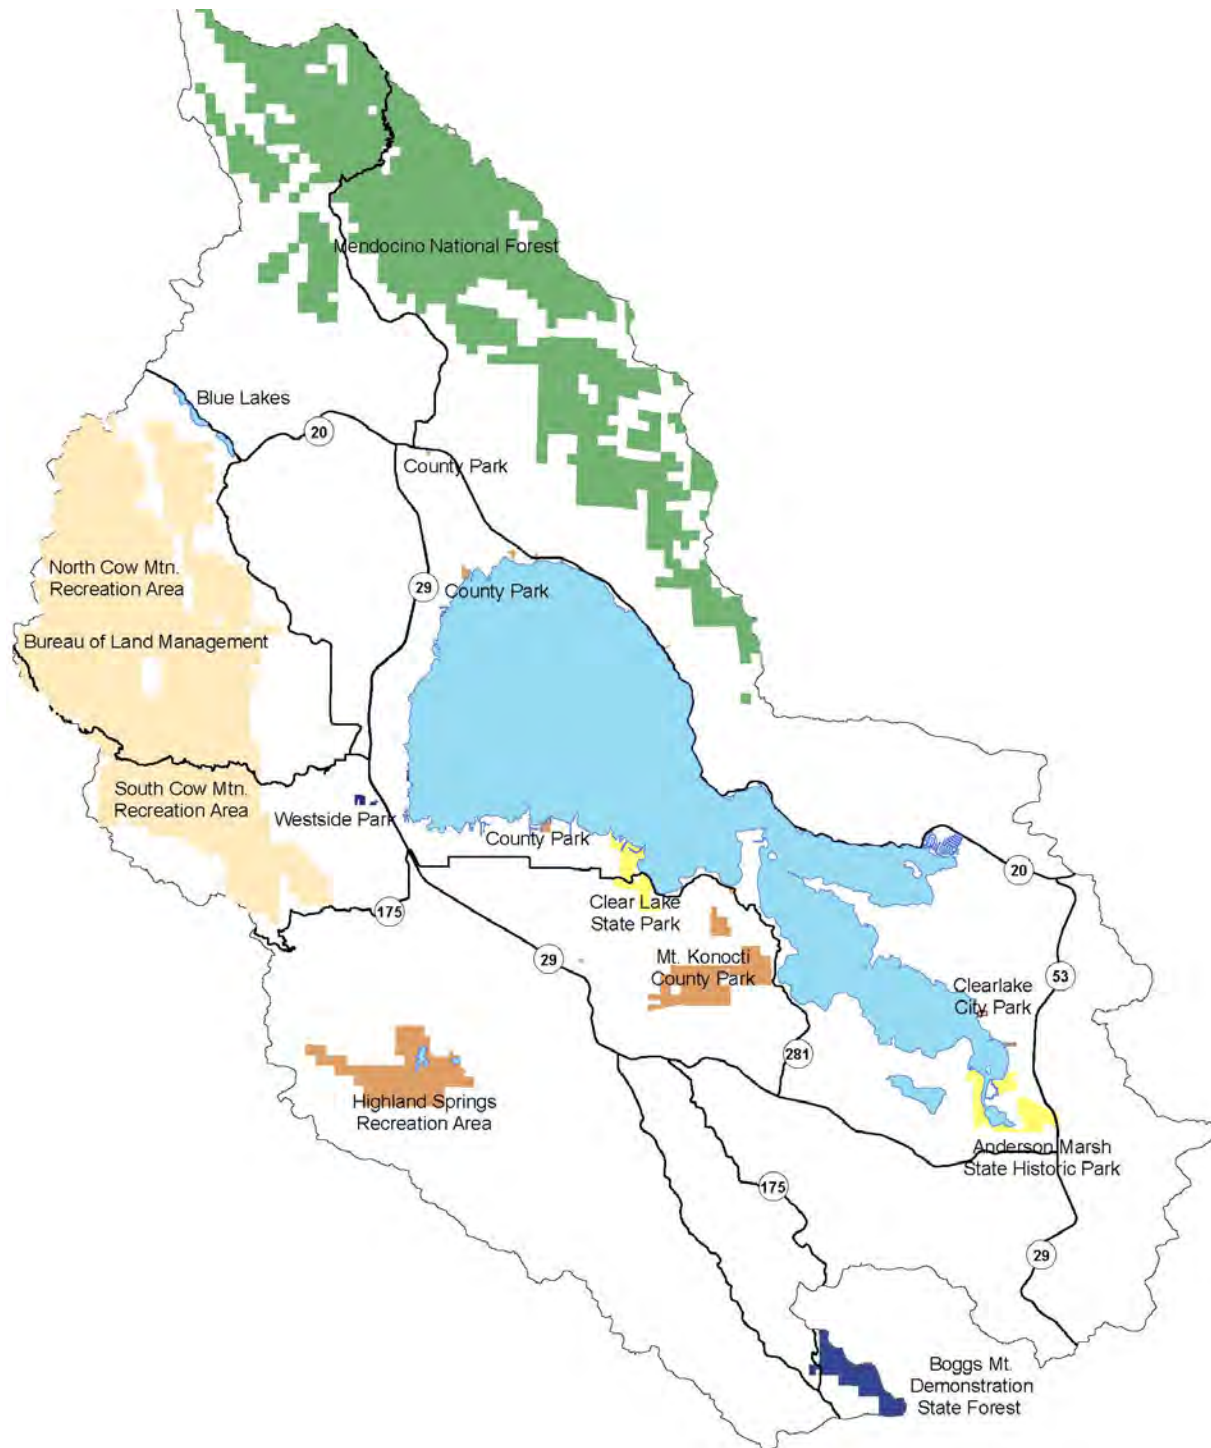 Mendocino National Forest
Blue Lakes
20
County Park
North Cow Mtn.
Recreation Area
29
County Park
Bureau of Land Management
South Cow Mtn.
Recreation Area
Westside Park
County Park
20
Clear Lake
State Park
175
29
Mt. Konocti
County Park
53
Clearlake
City Park
281
Highland Springs
Recreation Area
Anderson Marsh
State Historic Park
175
29
Boggs Mt.
Demonstration
State Forest